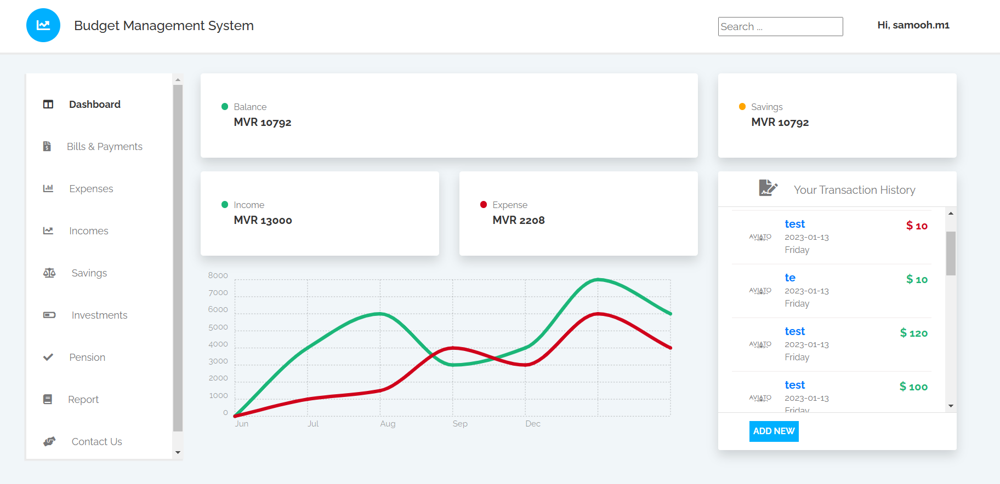 Budget Management System
Search ...
Hi, samooh.m1
Dashboard
Bills & Payments
Expenses
Incomes
Savings
Investments
Pension
Report
Contact Us
Balance
MVR 10792
Savings
MVR 10792
Income
MVR 13000
Expense
MVR 2208
8000
7000
6000
5000
4000
3000
2000
1000
0
Jun Jul Aug Sep Dec
Your Transaction History
AVIATO
test
$ 10
2023-01-13
Friday
AVIATO
te
$ 10
2023-01-13
Friday
AVIATO
test
$ 120
2023-01-13
Friday
AVIATO
test
$ 100
2023-01-13
Friday
ADD NEW